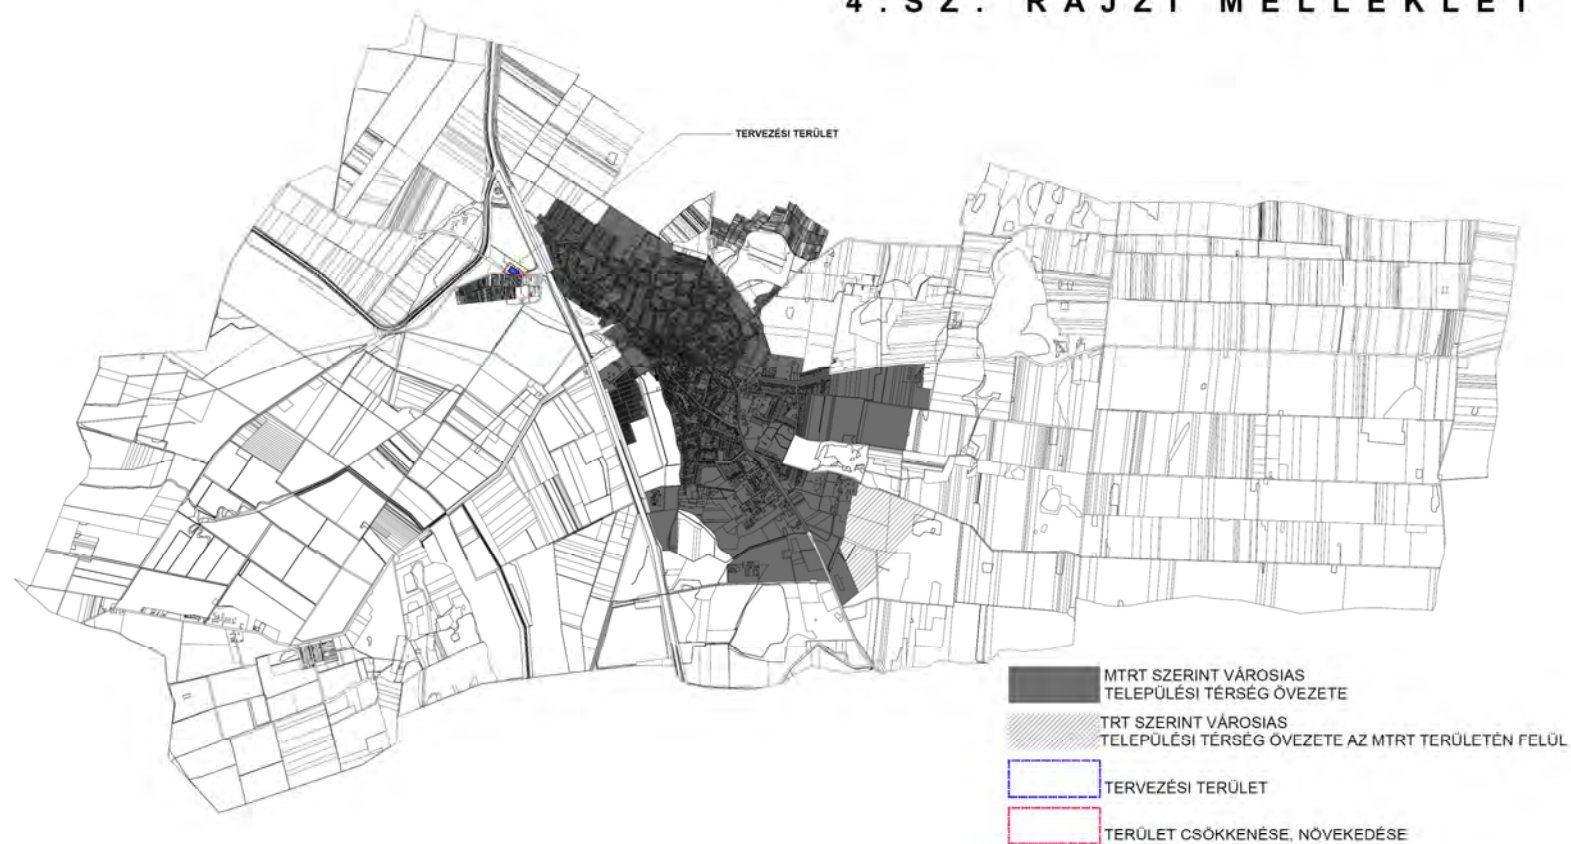 4.SZ. RAJZI MELLÉKLET
TERVEZÉSI TERÜLET
MTRT SZERINT VÁROSIAS
TELEPÜLÉSI TÉRSÉG ÖVEZETE
TRT SZERINT VÁROSIAS
TELEPÜLÉSI TÉRSÉG ÖVEZETE AZ MTRT TERÜLETÉN FELÜL
TERVEZÉSI TERÜLET
TERÜLET CSÖKKENÉSE, NÖVEKEDÉSE